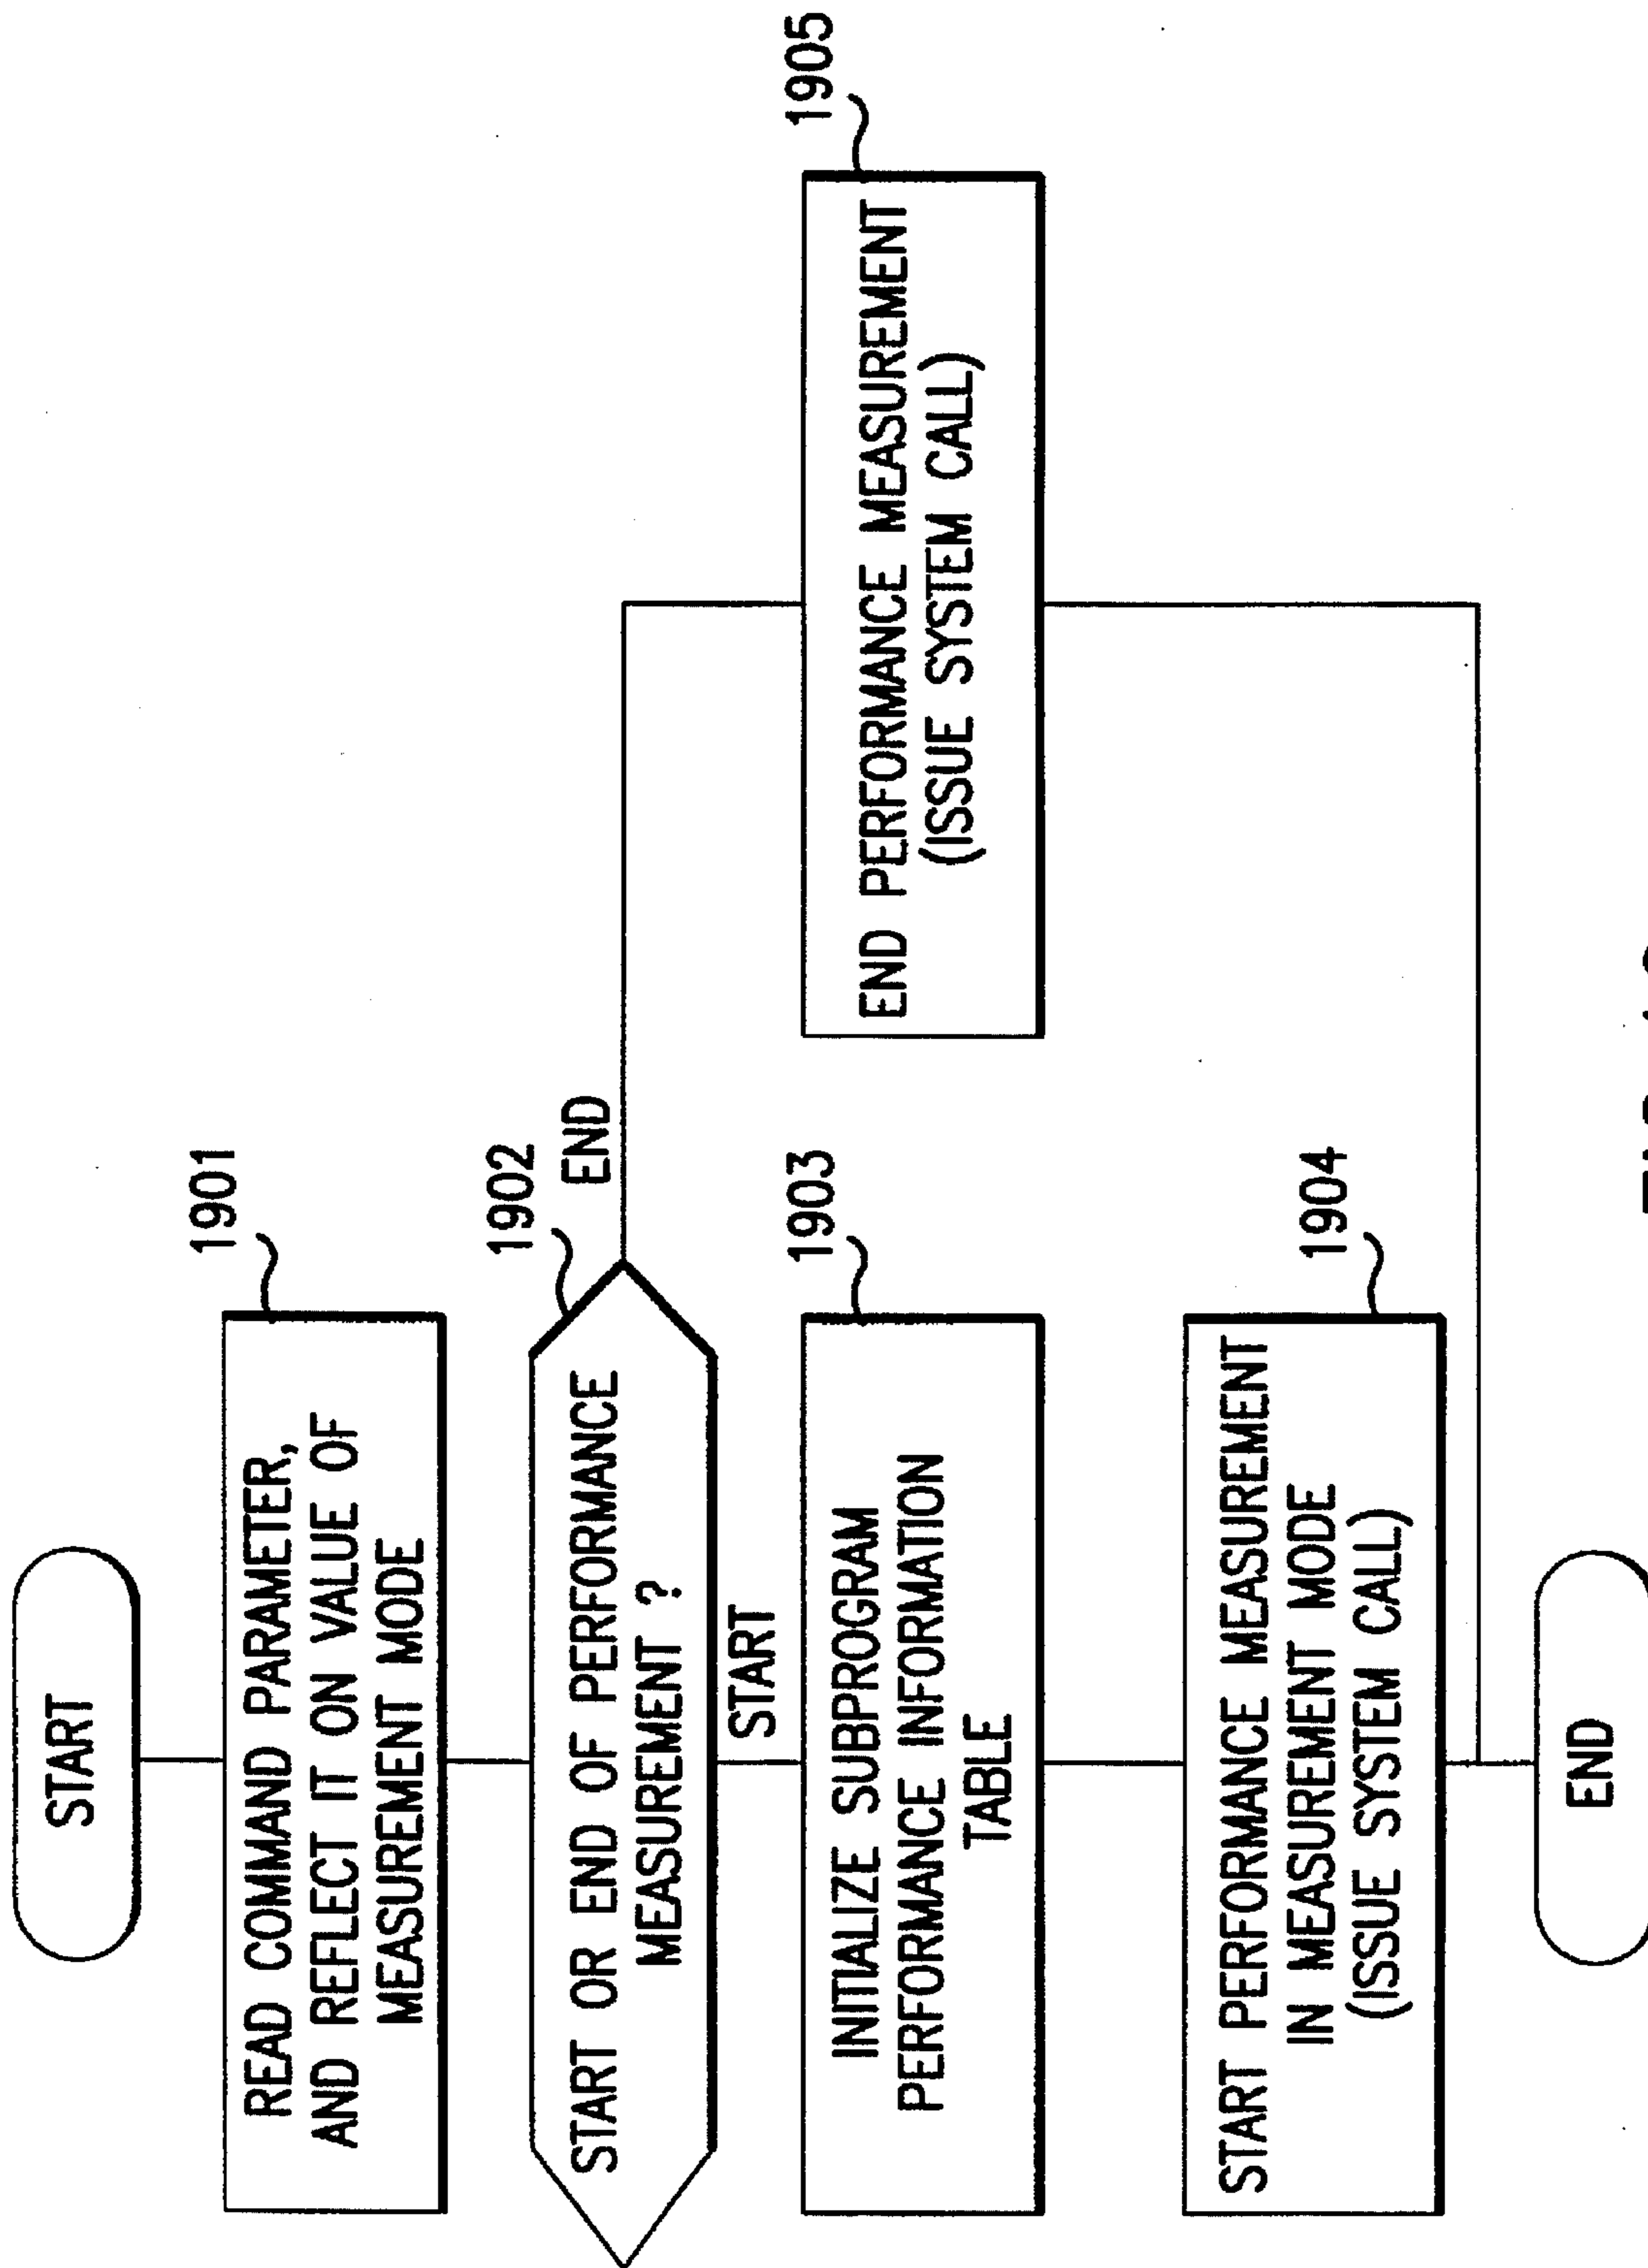 START
1901
READ COMMAND PARAMETER,
AND REFLECT IT ON VALUE OF
MEASUREMENT MODE
1902
START OR END OF PERFORMANCE
MEASUREMENT ?
END
START
1903
INITIALIZE SUBPROGRAM
PERFORMANCE INFORMATION
TABLE
1905
END PERFORMANCE MEASUREMENT
(ISSUE SYSTEM CALL)
1904
START PERFORMANCE MEASUREMENT
IN MEASUREMENT MODE
(ISSUE SYSTEM CALL)
END